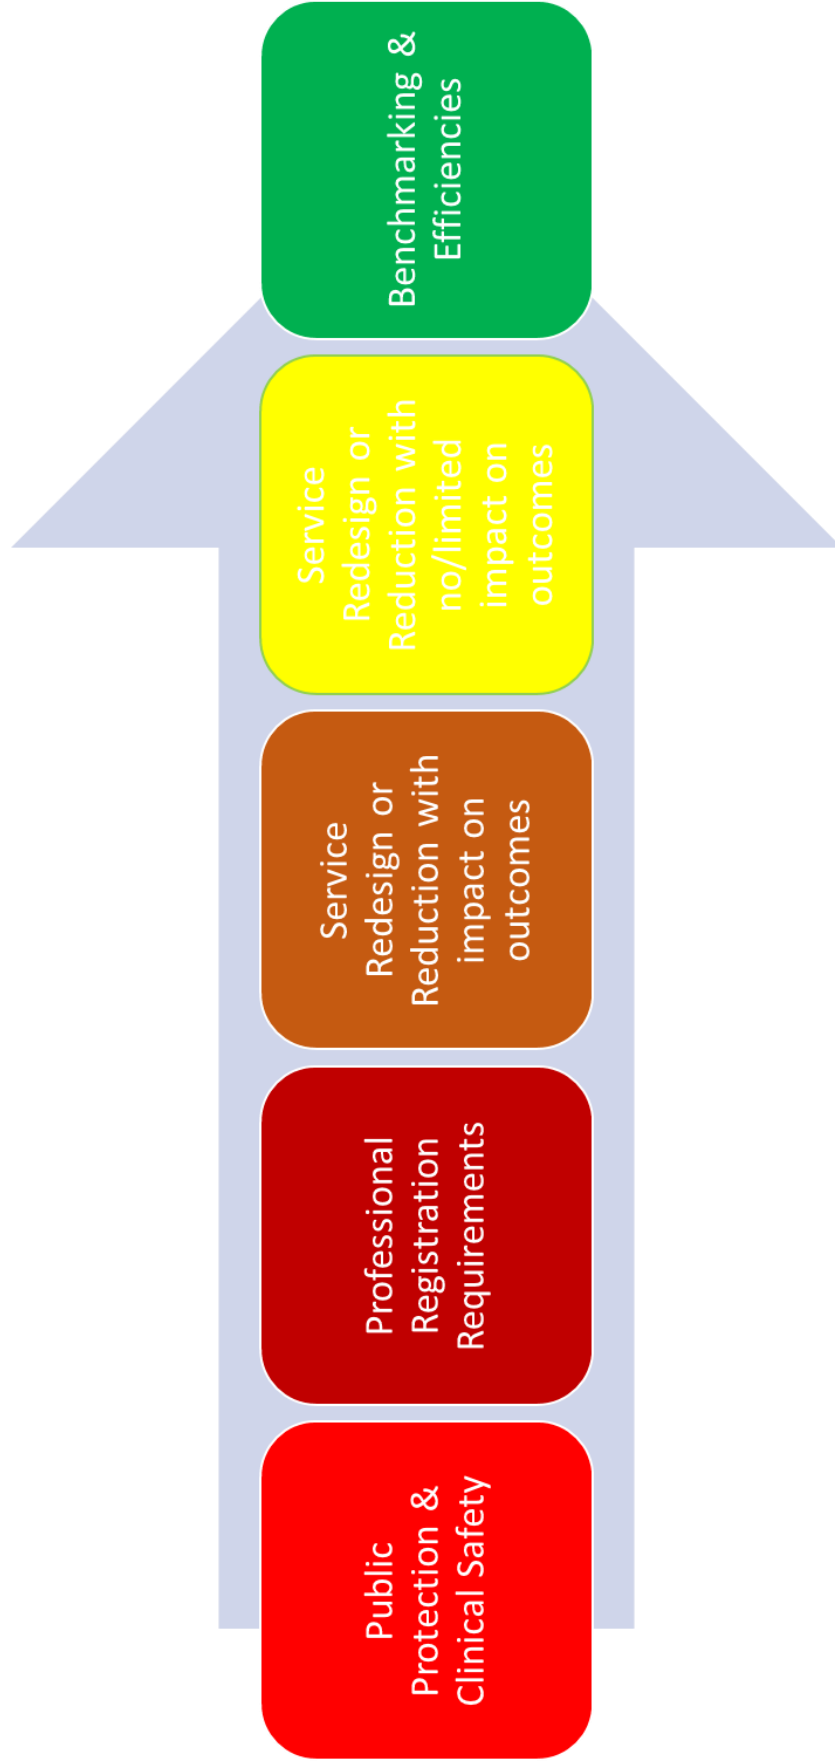 Public
Protection &
Clinical Safety
Professional
Registration
Requirements
Service
Redesign or
Reduction with
impact on
outcomes
Service
Redesign or
Reduction with
no/limited
impact on
outcomes
Benchmarking &
Efficiencies